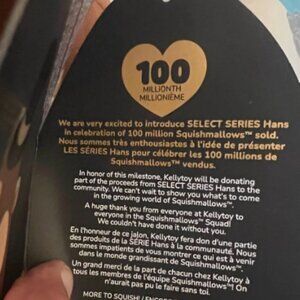 100
MILLIONTH
MILLIONIÈME
We are very excited to introduce SELECT SERIES Hans
in celebration of 100 million Squishmallows™ sold.
Nous sommes très enthousiastes à l'idée de présenter
LES SÉRIES Hans pour célébrer les 100 millions de
Squishmallows™ vendus.
In honor of this milestone, Kellytoy will be donating
part of the proceeds from SELECT SERIES Hans to the
community. We can't wait to show you what's to come
in the growing world of Squishmallows™.
A huge thank you from everyone at Kellytoy to
everyone in the Squishmallows™ Squad!
We couldn't have done it without you.
En l'honneur de ce jalon, Kellytoy fera don d'une partie
des produits de la SÉRIE Hans à la communauté. Nous
sommes impatients de vous montrer ce qui est à venir
dans le monde grandissant de Squishmallows™.
Un grand merci de la part de chacun chez Kellytoy à
tous les membres de l'équipe Squishmallows™! On
n'aurait pas pu le faire sans vous.
MORE TO SQUISH!